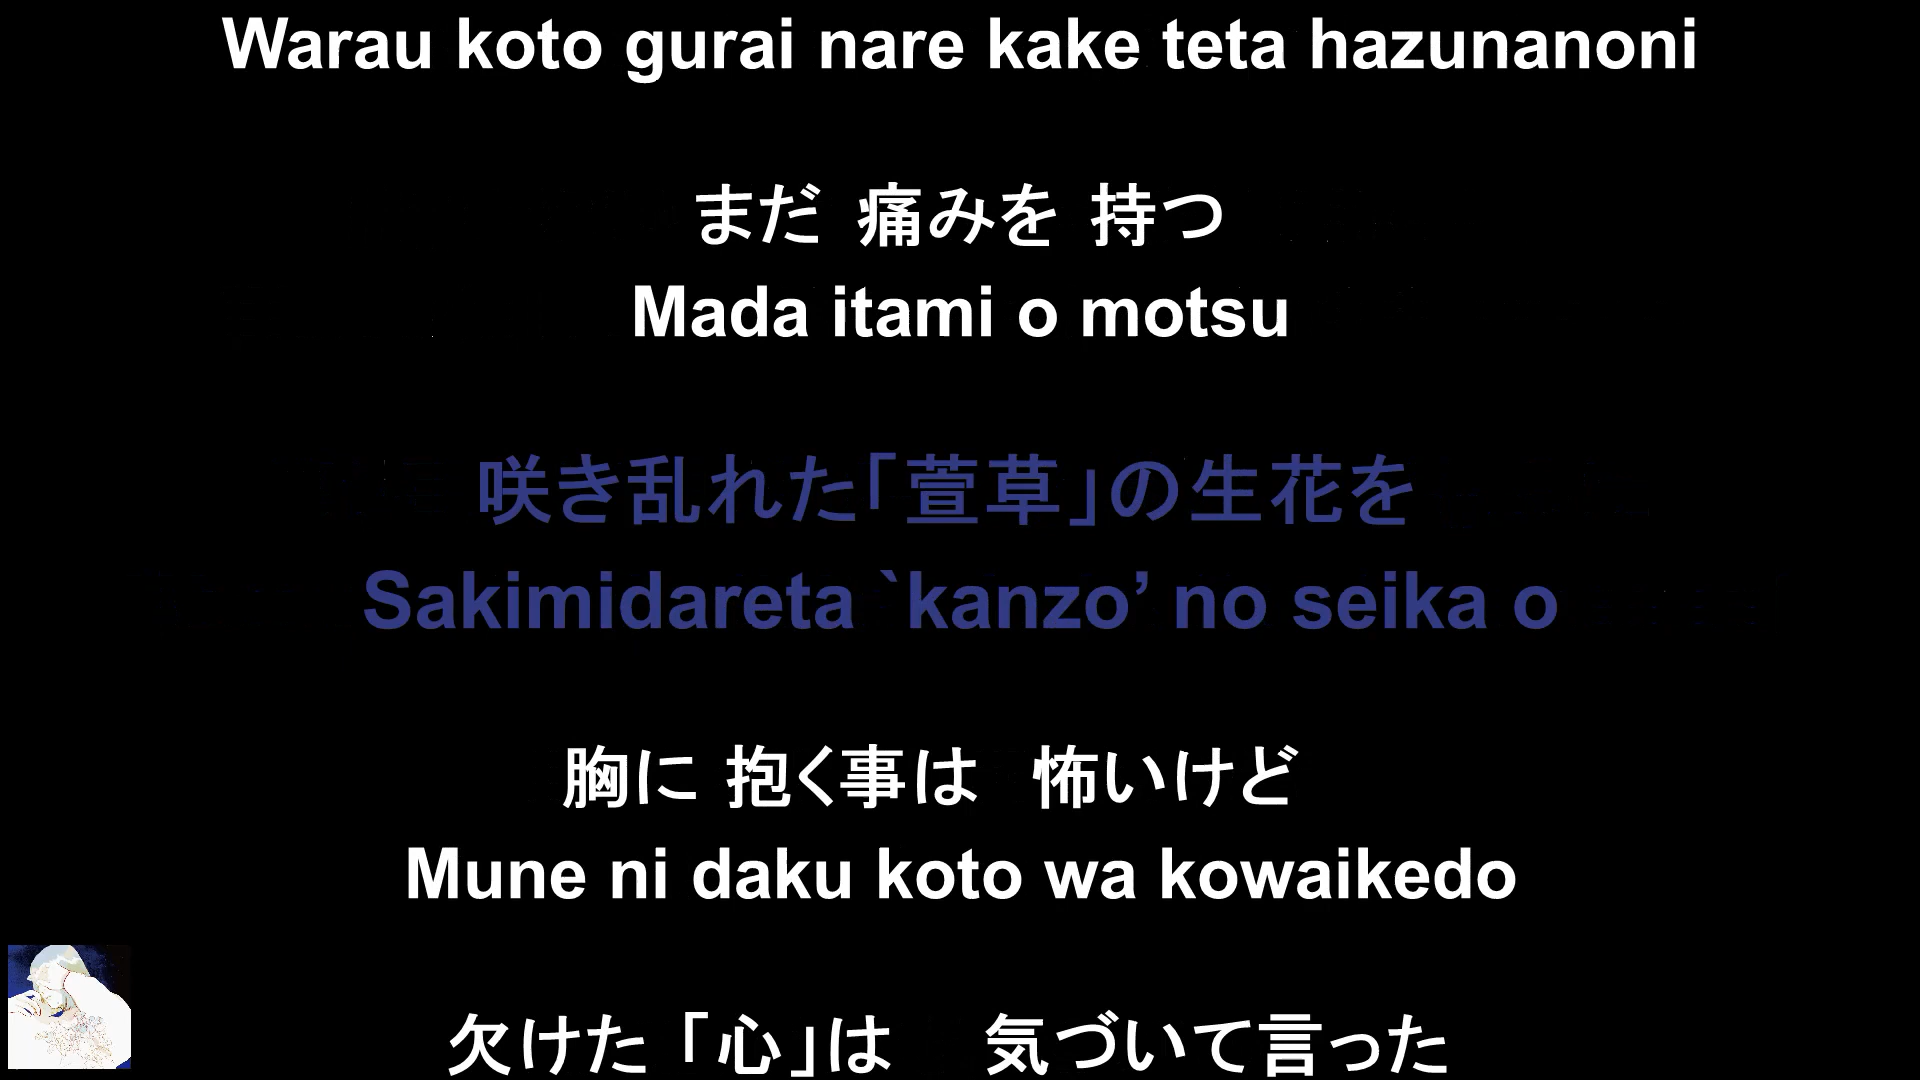 Warau koto gurai nare kake teta hazunanoni
まだ 痛みを 持つ
Mada itami o motsu
咲き乱れた「萱草」の生花を
Sakimidareta `kanzo’ no seika o
胸に 抱く事は 怖いけど
Mune ni daku koto wa kowaikedo
欠けた 「心」は 気づいて言った